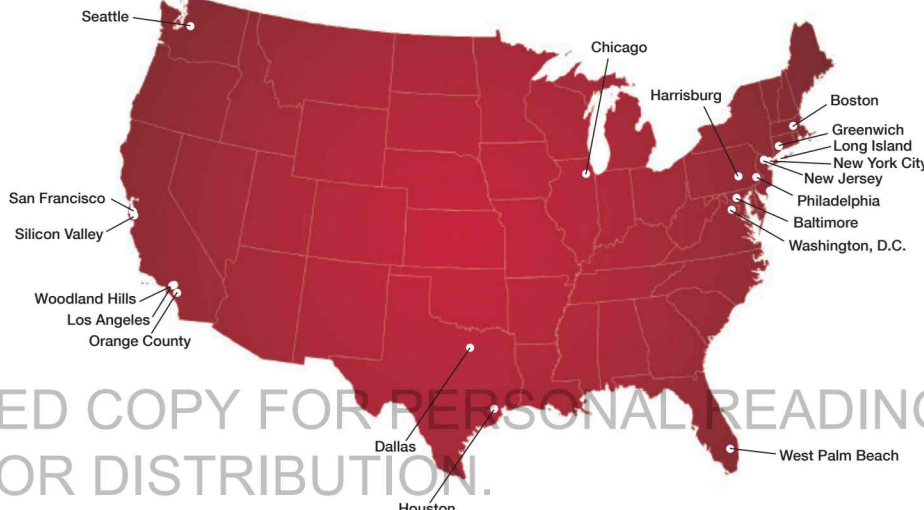 Seattle
Chicago
Harrisburg
Boston
Greenwich
Long Island
New York City
New Jersey
Philadelphia
Baltimore
Washington, D.C.
San Francisco
Silicon Valley
Woodland Hills
Los Angeles
Orange County
ED COPY FOR PERSONAL READING
Dallas
West Palm Beach
OR DISTRIBUTION.
Houston